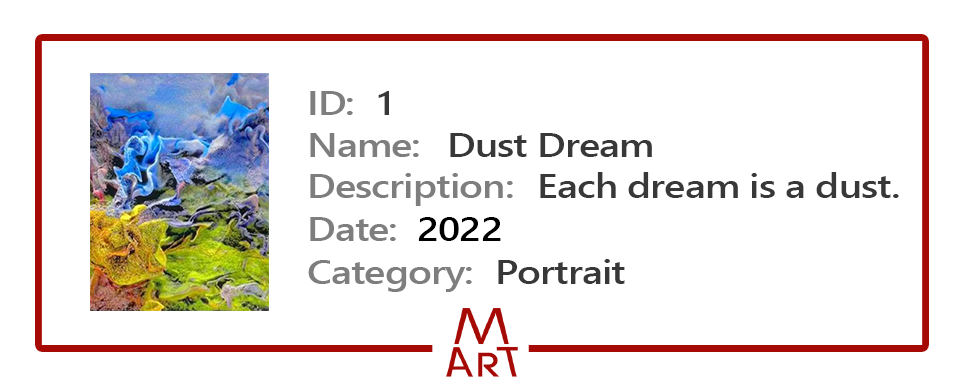 ID: 1
Name: Dust Dream
Description: Each dream is a dust.
Date: 2022
Category: Portrait
M
ART